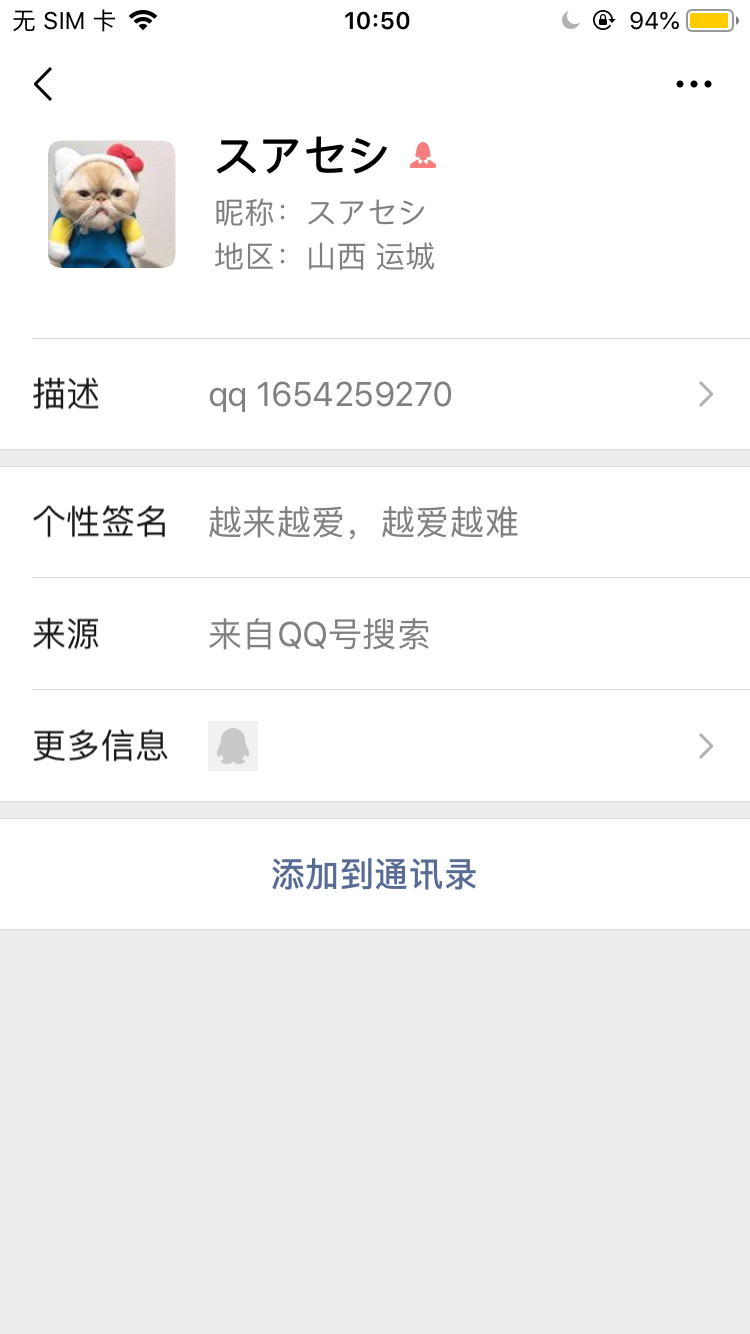 无 SIM 卡
10:50
94%
スアセシ
昵称：スアセシ
地区：山西 运城
描述
qq 1654259270
个性签名
越来越爱，越爱越难
来源
来自QQ号搜索
更多信息
添加到通讯录